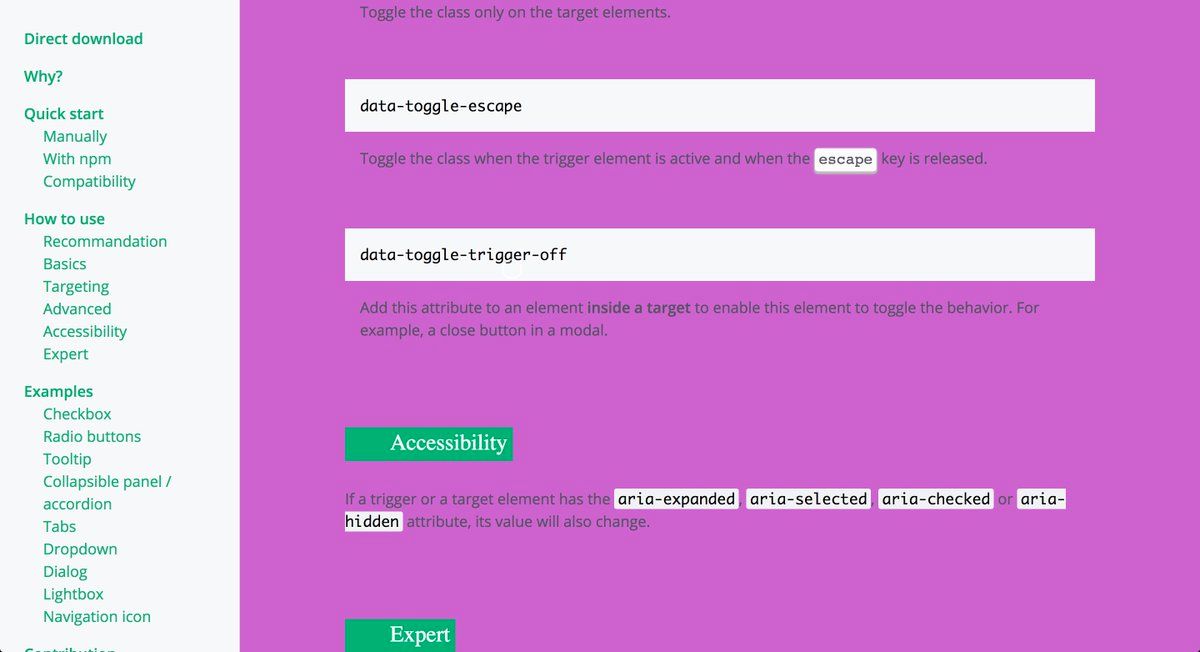 Direct download
Why?
Quick start
Manually
With npm
Compatibility
How to use
Recommandation
Basics
Targeting
Advanced
Accessibility
Expert
Examples
Checkbox
Radio buttons
Tooltip
Collapsible panel /
accordion
Tabs
Dropdown
Dialog
Lightbox
Navigation icon
Contribution
Toggle the class only on the target elements.
data-toggle-escape
Toggle the class when the trigger element is active and when the escape key is released.
data-toggle-trigger-off
Add this attribute to an element inside a target to enable this element to toggle the behavior. For
example, a close button in a modal.
Accessibility
If a trigger or a target element has the aria-expanded, aria-selected, aria-checked or aria-
hidden attribute, its value will also change.
Expert